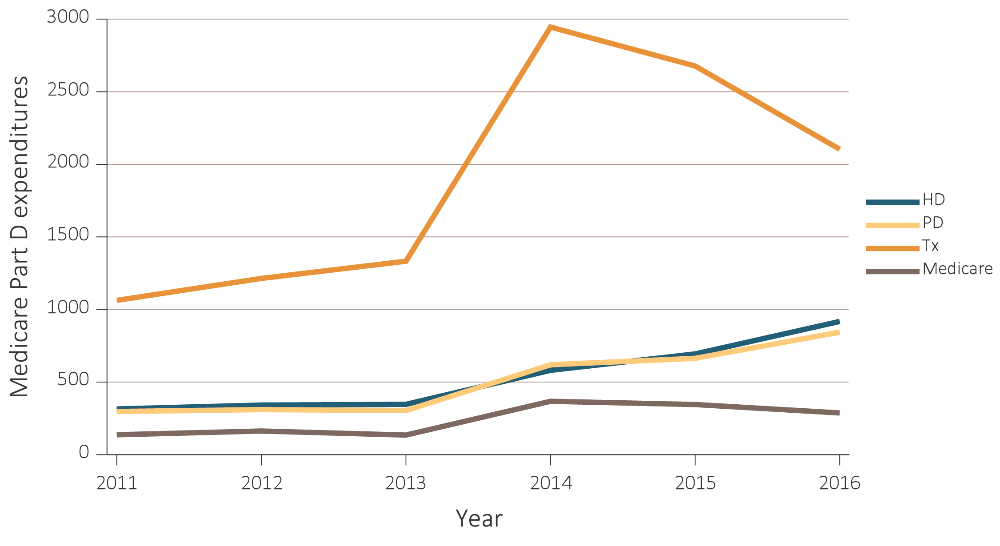 Medicare Part D expenditures
3000
2500
2000
1500
1000
500
0
2011 2012 2013 2014 2015 2016
Year
HD
PD
Tx
Medicare